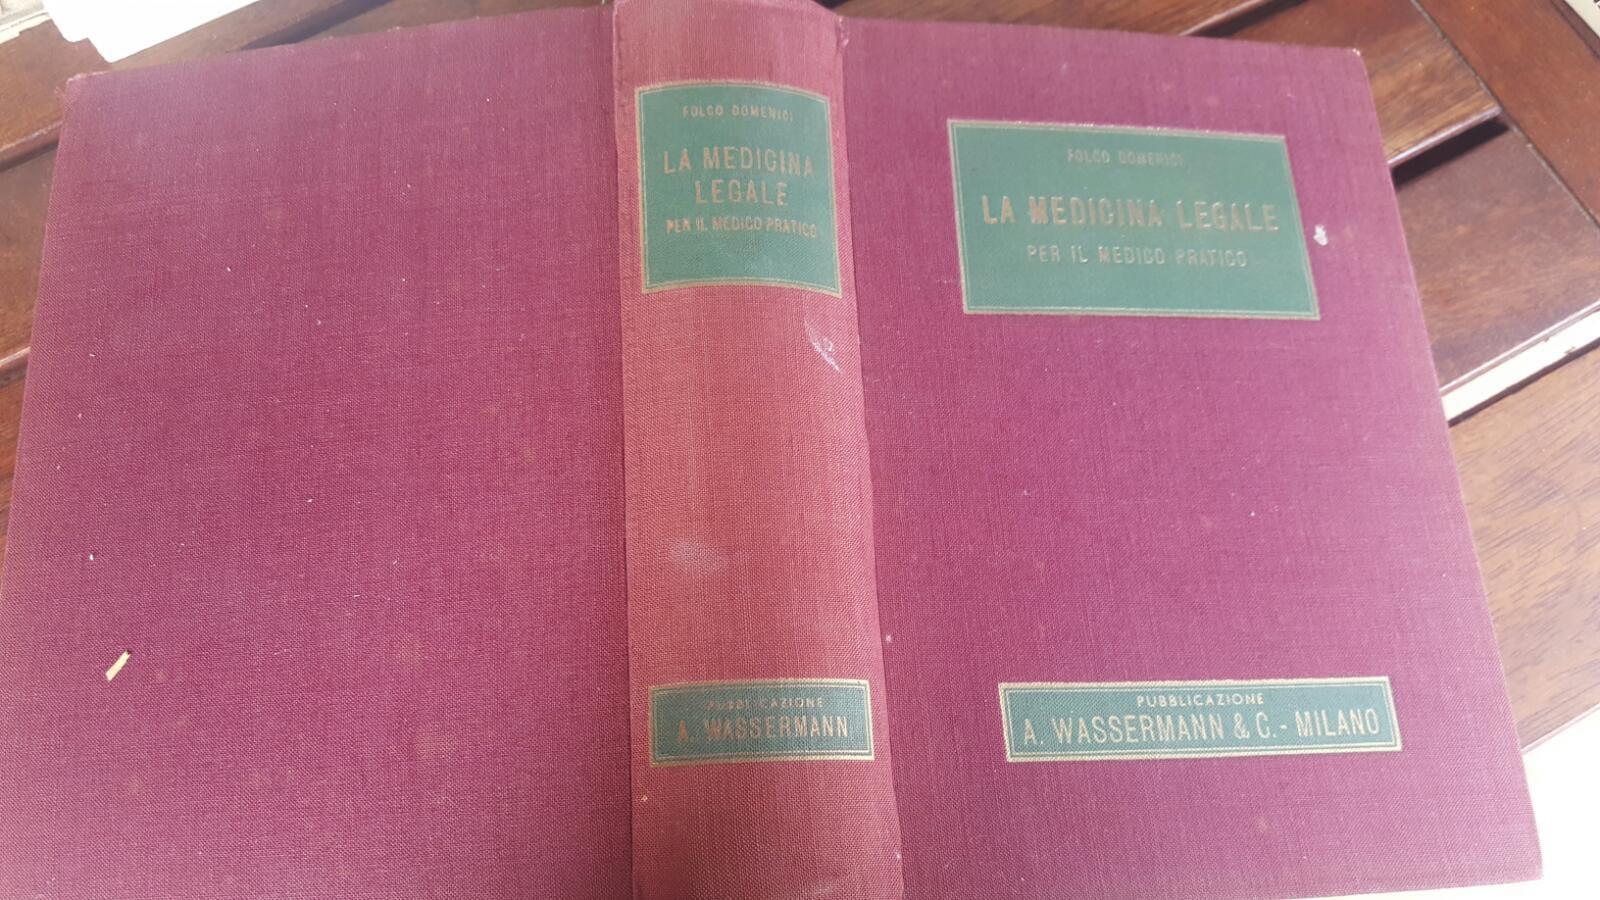 FOLCO DOMENICI
LA MEDICINA
LEGALE
PER IL MEDICO PRATICO
PUBBLICAZIONE
A. WASSERMANN
FOLCO DOMENICI
LA MEDICINA LEGALE
PER IL MEDICO PRATICO
PUBBLICAZIONE
A. WASSERMANN & C. - MILANO